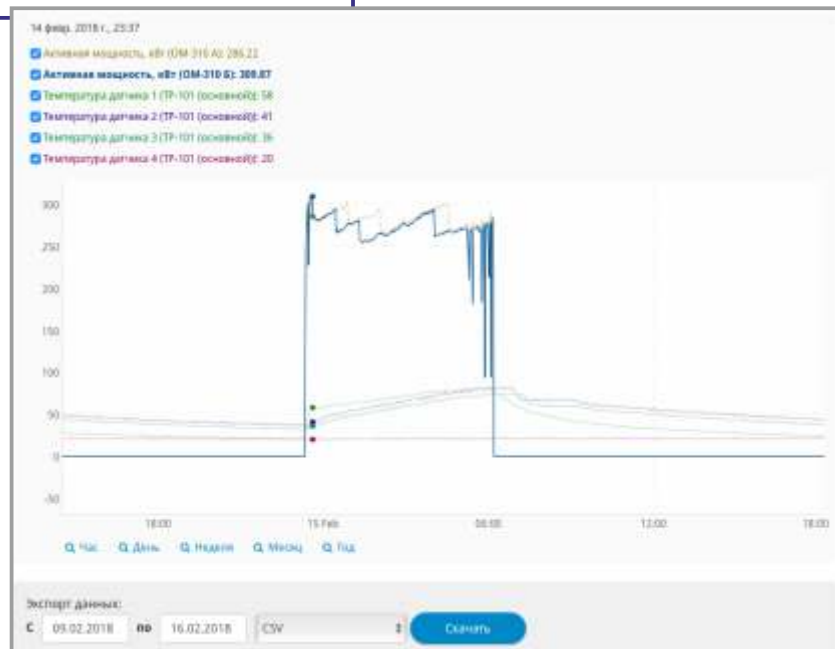 14 февр. 2018 г., 23:37
Активная мощность, кВт (ОМ-310 А): 286.22
Активная мощность, кВт (ОМ-310 Б): 309.87
Температура датчика 1 (ТР-101 (основной)): 58
Температура датчика 2 (ТР-101 (основной)): 41
Температура датчика 3 (ТР-101 (основной)): 36
Температура датчика 4 (ТР-101 (основной)): 20
300
250
200
150
100
50
0
-50
18:00 15 Feb 06:00 12:00 18:00
Час День Неделя Месяц Год
Экспорт данных:
С 09.02.2018 по 16.02.2018 CSV Скачать